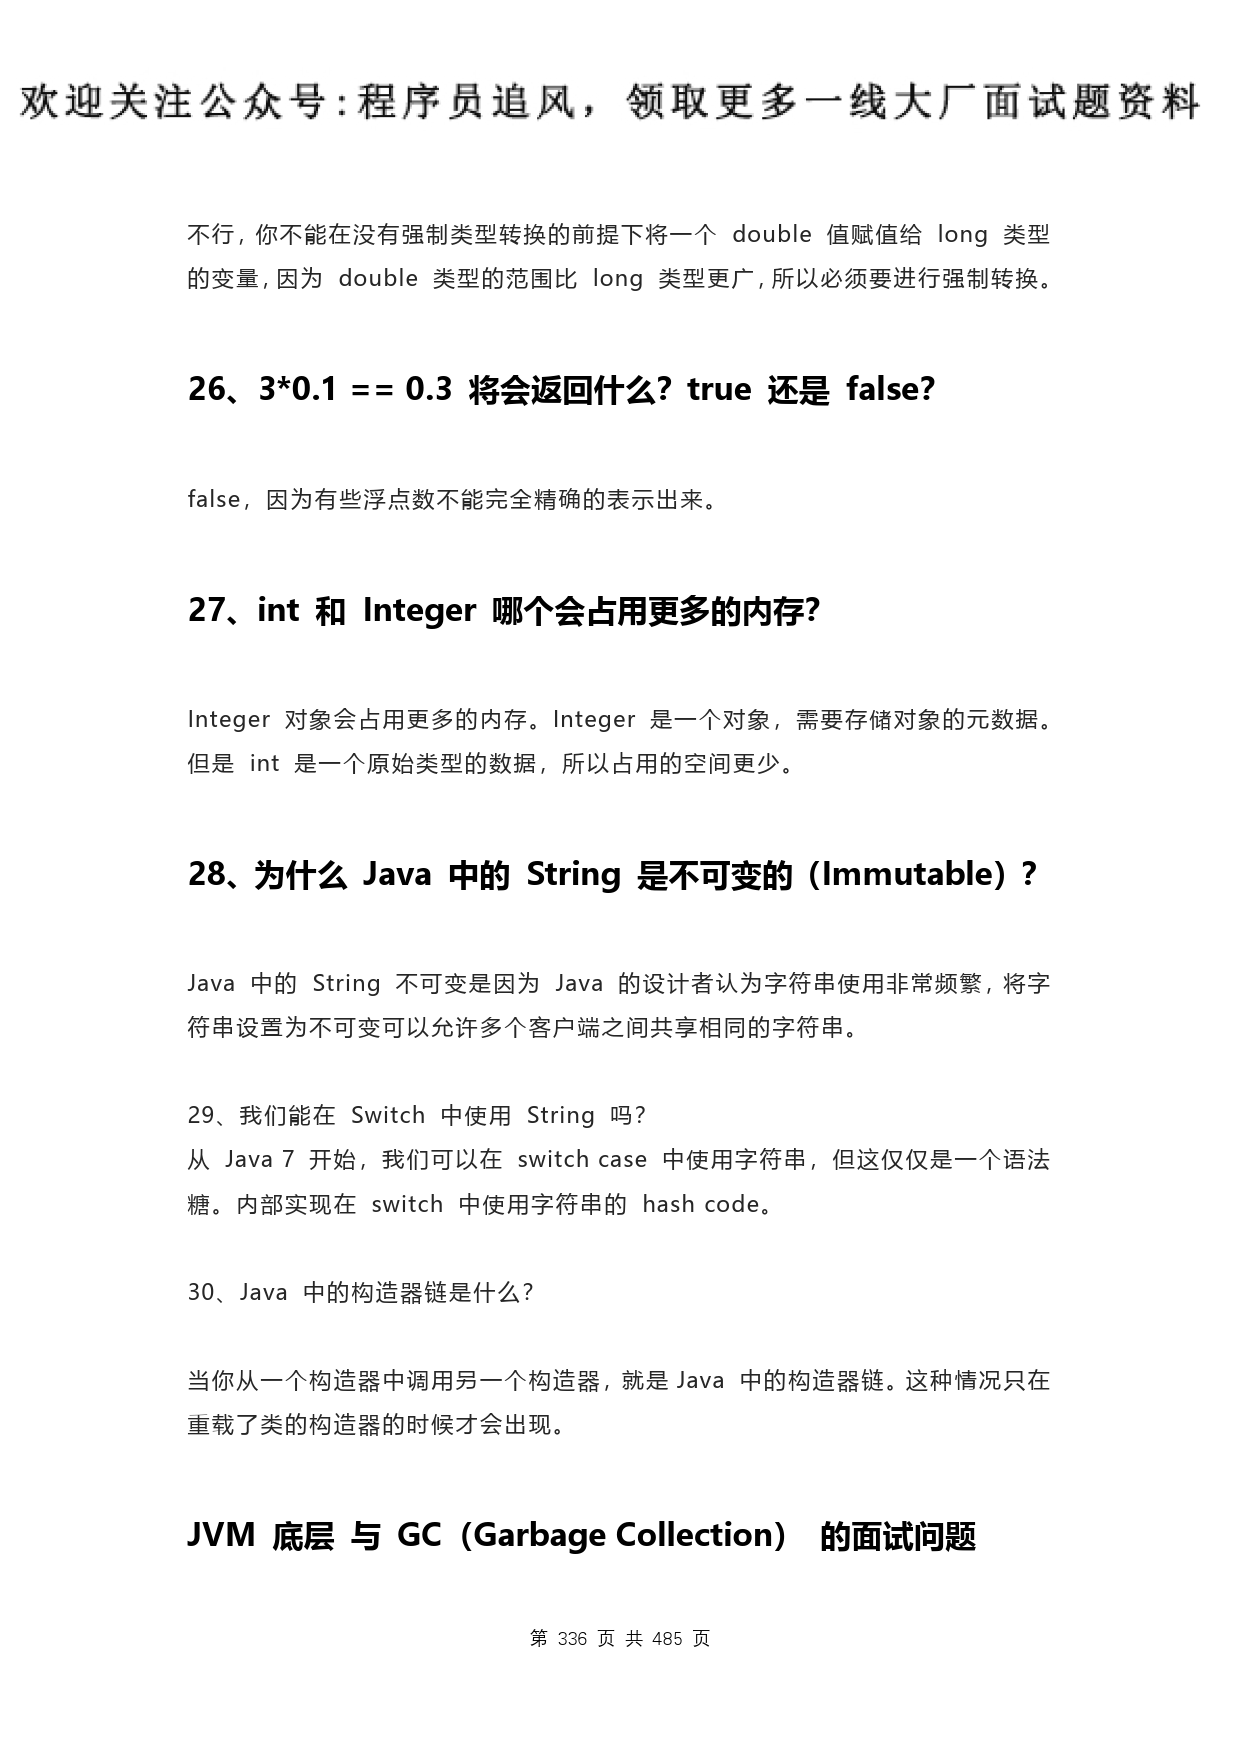 欢迎关注公众号:程序员追风，领取更多一线大厂面试题资料
不行，你不能在没有强制类型转换的前提下将一个 double 值赋值给 long 类型
的变量，因为 double 类型的范围比 long 类型更广，所以必须要进行强制转换。
26、3*0.1 == 0.3 将会返回什么？true 还是 false？
false，因为有些浮点数不能完全精确的表示出来。
27、int 和 Integer 哪个会占用更多的内存？
Integer 对象会占用更多的内存。Integer 是一个对象，需要存储对象的元数据。
但是 int 是一个原始类型的数据，所以占用的空间更少。
28、为什么 Java 中的 String 是不可变的（Immutable）？
Java 中的 String 不可变是因为 Java 的设计者认为字符串使用非常频繁，将字
符串设置为不可变可以允许多个客户端之间共享相同的字符串。
29、我们能在 Switch 中使用 String 吗？
从 Java 7 开始，我们可以在 switch case 中使用字符串，但这仅仅是一个语法
糖。内部实现在 switch 中使用字符串的 hash code。
30、Java 中的构造器链是什么？
当你从一个构造器中调用另一个构造器，就是 Java 中的构造器链。这种情况只在
重载了类的构造器的时候才会出现。
JVM 底层 与 GC（Garbage Collection） 的面试问题
第 336 页 共 485 页